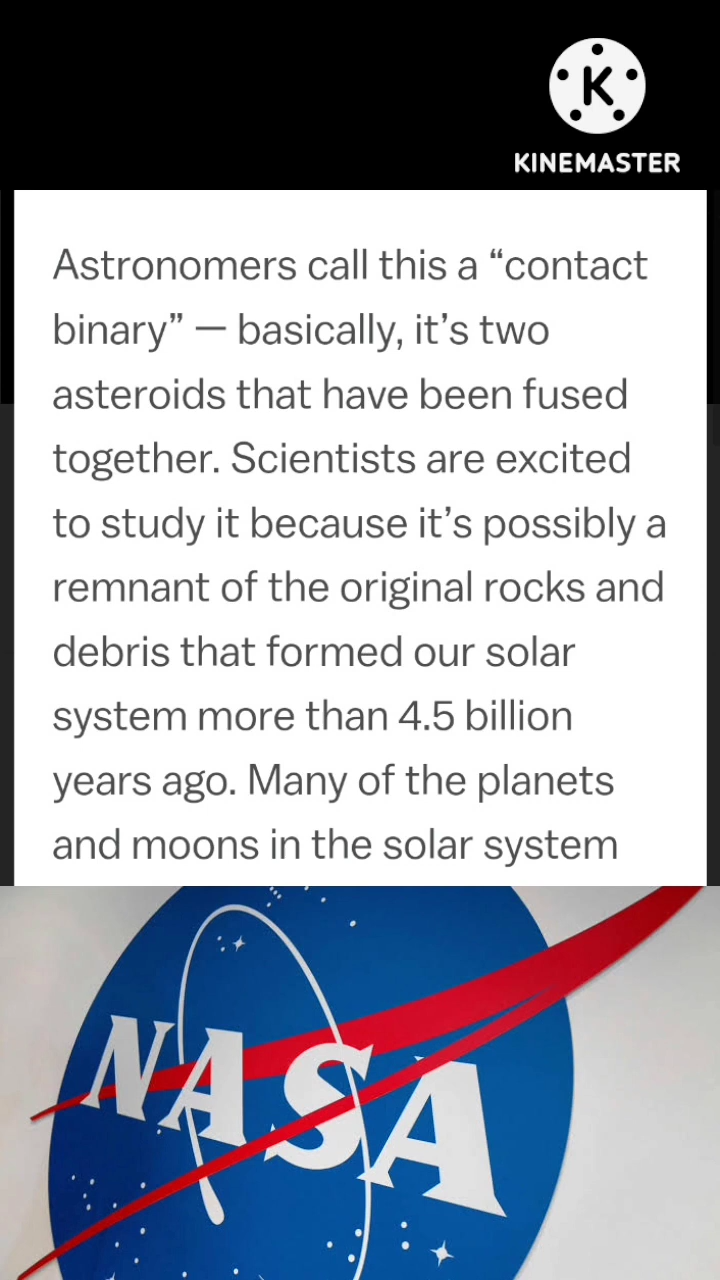 K
KINEMASTER
Astronomers call this a “contact
binary” — basically, it’s two
asteroids that have been fused
together. Scientists are excited
to study it because it’s possibly a
remnant of the original rocks and
debris that formed our solar
system more than 4.5 billion
years ago. Many of the planets
and moons in the solar system
NASA